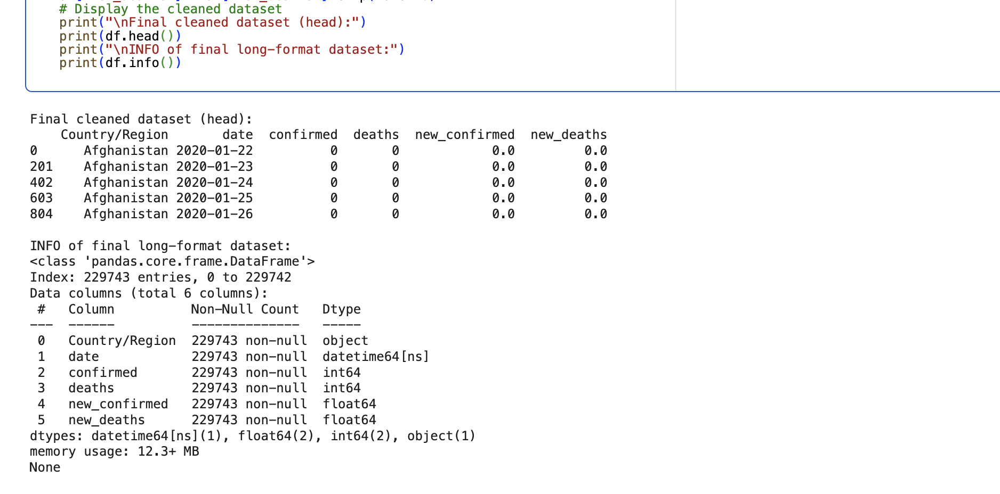 # Display the cleaned dataset
print("\nFinal cleaned dataset (head):")
print(df.head())
print("\nINFO of final long-format dataset:")
print(df.info())
Final cleaned dataset (head):
    Country/Region       date  confirmed  deaths  new_confirmed  new_deaths
0      Afghanistan 2020-01-22          0       0            0.0         0.0
201    Afghanistan 2020-01-23          0       0            0.0         0.0
402    Afghanistan 2020-01-24          0       0            0.0         0.0
603    Afghanistan 2020-01-25          0       0            0.0         0.0
804    Afghanistan 2020-01-26          0       0            0.0         0.0
INFO of final long-format dataset:
<class 'pandas.core.frame.DataFrame'>
Index: 229743 entries, 0 to 229742
Data columns (total 6 columns):
 #   Column          Non-Null Count   Dtype
---  ------          --------------   -----
 0   Country/Region  229743 non-null  object
 1   date            229743 non-null  datetime64[ns]
 2   confirmed       229743 non-null  int64
 3   deaths          229743 non-null  int64
 4   new_confirmed   229743 non-null  float64
 5   new_deaths      229743 non-null  float64
dtypes: datetime64[ns](1), float64(2), int64(2), object(1)
memory usage: 12.3+ MB
None